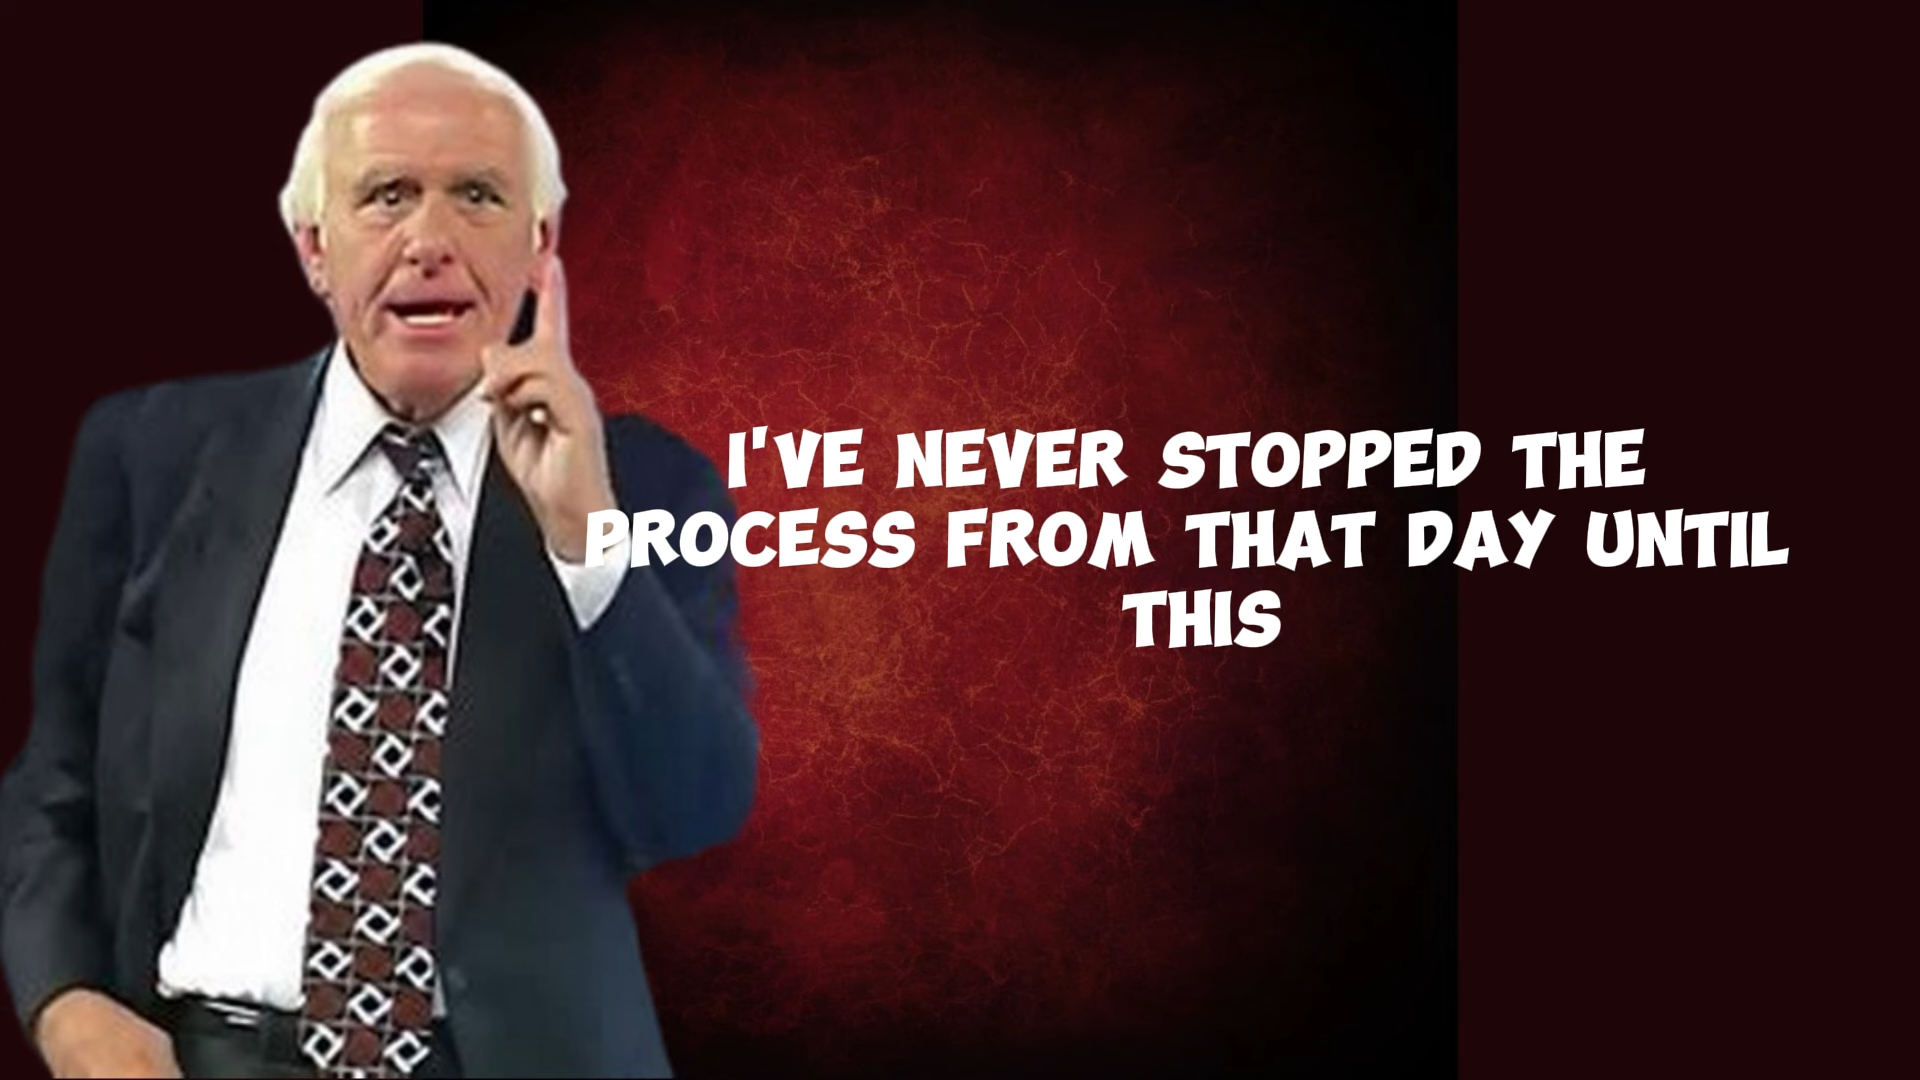 I'VE NEVER STOPPED THE
PROCESS FROM THAT DAY UNTIL
THIS